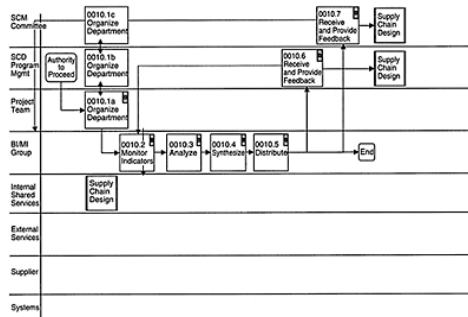 SCM
Committee
0010.1c
Organize
Department
0010.7
Receive
and Provide
Feedback
Supply
Chain
Design
SCD
Program
Mgmt
Authority
to
Proceed
0010.1b
Organize
Department
0010.6
Receive
and Provide
Feedback
Supply
Chain
Design
Project
Team
0010.1a
Organize
Department
BI/MI
Group
0010.2
Monitor
Indicators
0010.3
Analyze
0010.4
Synthesize
0010.5
Distribute
End
Internal
Shared
Services
Supply
Chain
Design
External
Services
Supplier
Systems